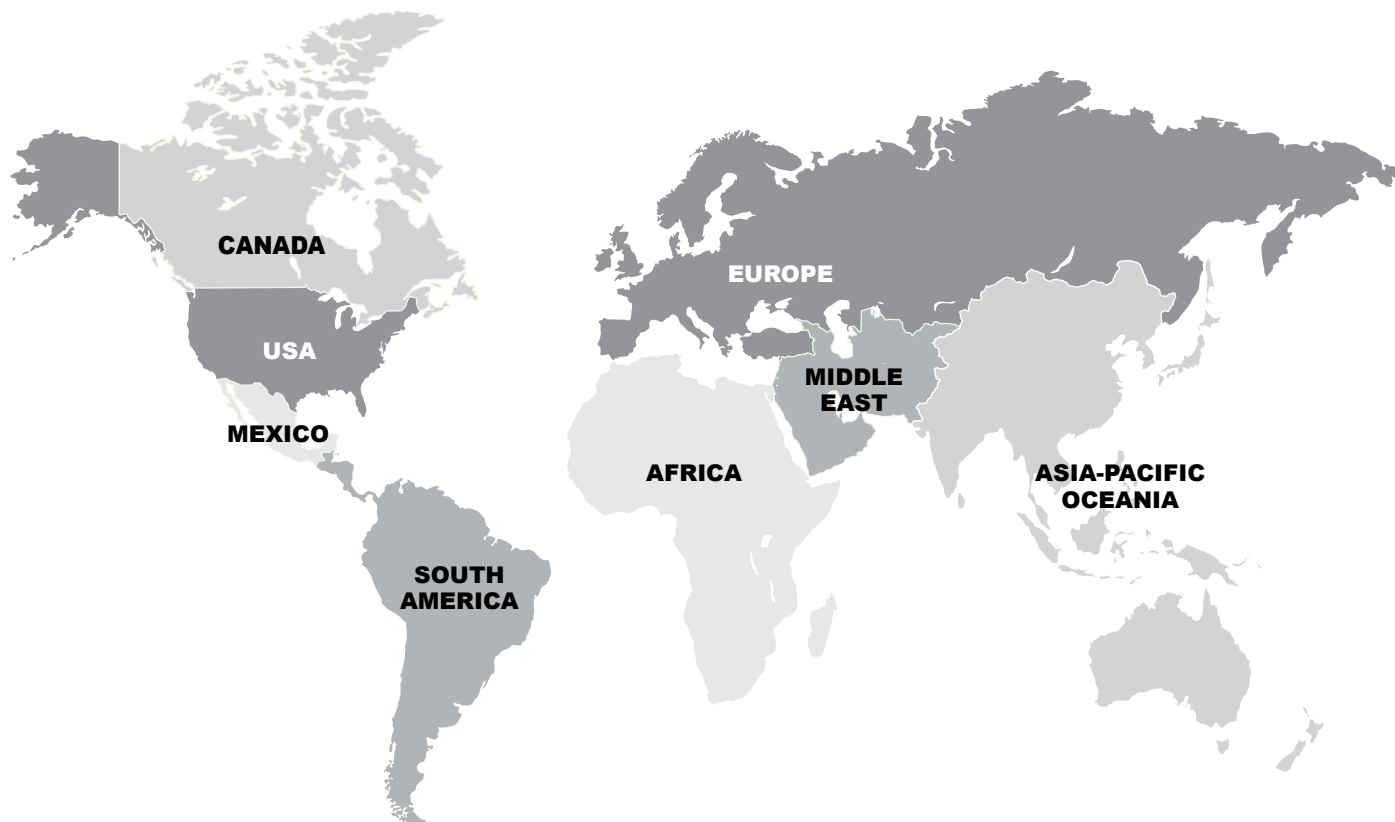 CANADA
EUROPE
USA
MIDDLE
EAST
MEXICO
AFRICA
ASIA-PACIFIC
OCEANIA
SOUTH
AMERICA